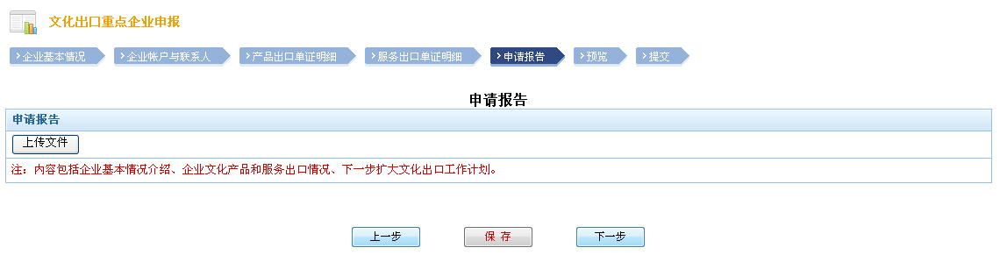 文化出口重点企业申报
企业基本情况 企业帐户与联系人 产品出口单证明细 服务出口单证明细 申请报告 预览 提交
申请报告
申请报告
上传文件
注：内容包括企业基本情况介绍、企业文化产品和服务出口情况、下一步扩大文化出口工作计划。
上一步 保 存 下一步